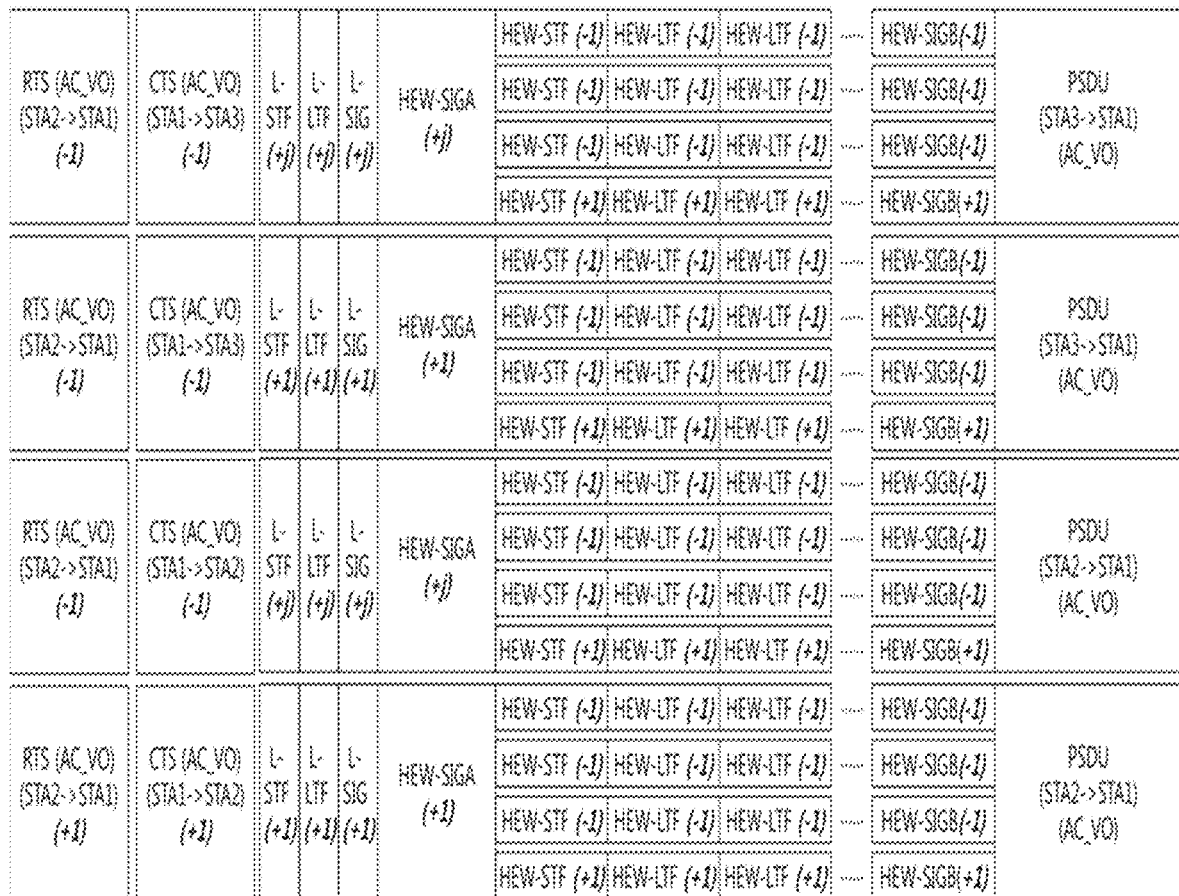 HEW-STF (-1) HEW-LTF (-1) HEW-LTF (-1) ---- HEW-SIGB(-1)
RTS (AC_VO) CTS (AC_VO) L- L- L- HEW-STF (-1) HEW-LTF (-1) HEW-LTF (-1) ---- HEW-SIGB(-1) PSDU
(STA2->STA1) (STA1->STA3) STF LTF SIG HEW-SIGA (STA3->STA1)
(-1) (-1) (+j) (+j) (+j) (+j) HEW-STF (-1) HEW-LTF (-1) HEW-LTF (-1) ---- HEW-SIGB(-1) (AC_VO)
HEW-STF (+1) HEW-LTF (+1) HEW-LTF (+1) ---- HEW-SIGB(+1)
HEW-STF (-1) HEW-LTF (-1) HEW-LTF (-1) ---- HEW-SIGB(-1)
RTS (AC_VO) CTS (AC_VO) L- L- L- HEW-STF (-1) HEW-LTF (-1) HEW-LTF (-1) ---- HEW-SIGB(-1) PSDU
(STA2->STA1) (STA1->STA3) STF LTF SIG HEW-SIGA (STA3->STA1)
(-1) (-1) (+1) (+1) (+1) (+1) HEW-STF (-1) HEW-LTF (-1) HEW-LTF (-1) ---- HEW-SIGB(-1) (AC_VO)
HEW-STF (+1) HEW-LTF (+1) HEW-LTF (+1) ---- HEW-SIGB(+1)
HEW-STF (-1) HEW-LTF (-1) HEW-LTF (-1) ---- HEW-SIGB(-1)
RTS (AC_VO) CTS (AC_VO) L- L- L- HEW-STF (-1) HEW-LTF (-1) HEW-LTF (-1) ---- HEW-SIGB(-1) PSDU
(STA2->STA1) (STA1->STA2) STF LTF SIG HEW-SIGA (STA2->STA1)
(-1) (-1) (+j) (+j) (+j) (+j) HEW-STF (-1) HEW-LTF (-1) HEW-LTF (-1) ---- HEW-SIGB(-1) (AC_VO)
HEW-STF (+1) HEW-LTF (+1) HEW-LTF (+1) ---- HEW-SIGB(+1)
HEW-STF (-1) HEW-LTF (-1) HEW-LTF (-1) ---- HEW-SIGB(-1)
RTS (AC_VO) CTS (AC_VO) L- L- L- HEW-STF (-1) HEW-LTF (-1) HEW-LTF (-1) ---- HEW-SIGB(-1) PSDU
(STA2->STA1) (STA1->STA2) STF LTF SIG HEW-SIGA (STA2->STA1)
(+1) (+1) (+1) (+1) (+1) (+1) HEW-STF (-1) HEW-LTF (-1) HEW-LTF (-1) ---- HEW-SIGB(-1) (AC_VO)
HEW-STF (+1) HEW-LTF (+1) HEW-LTF (+1) ---- HEW-SIGB(+1)